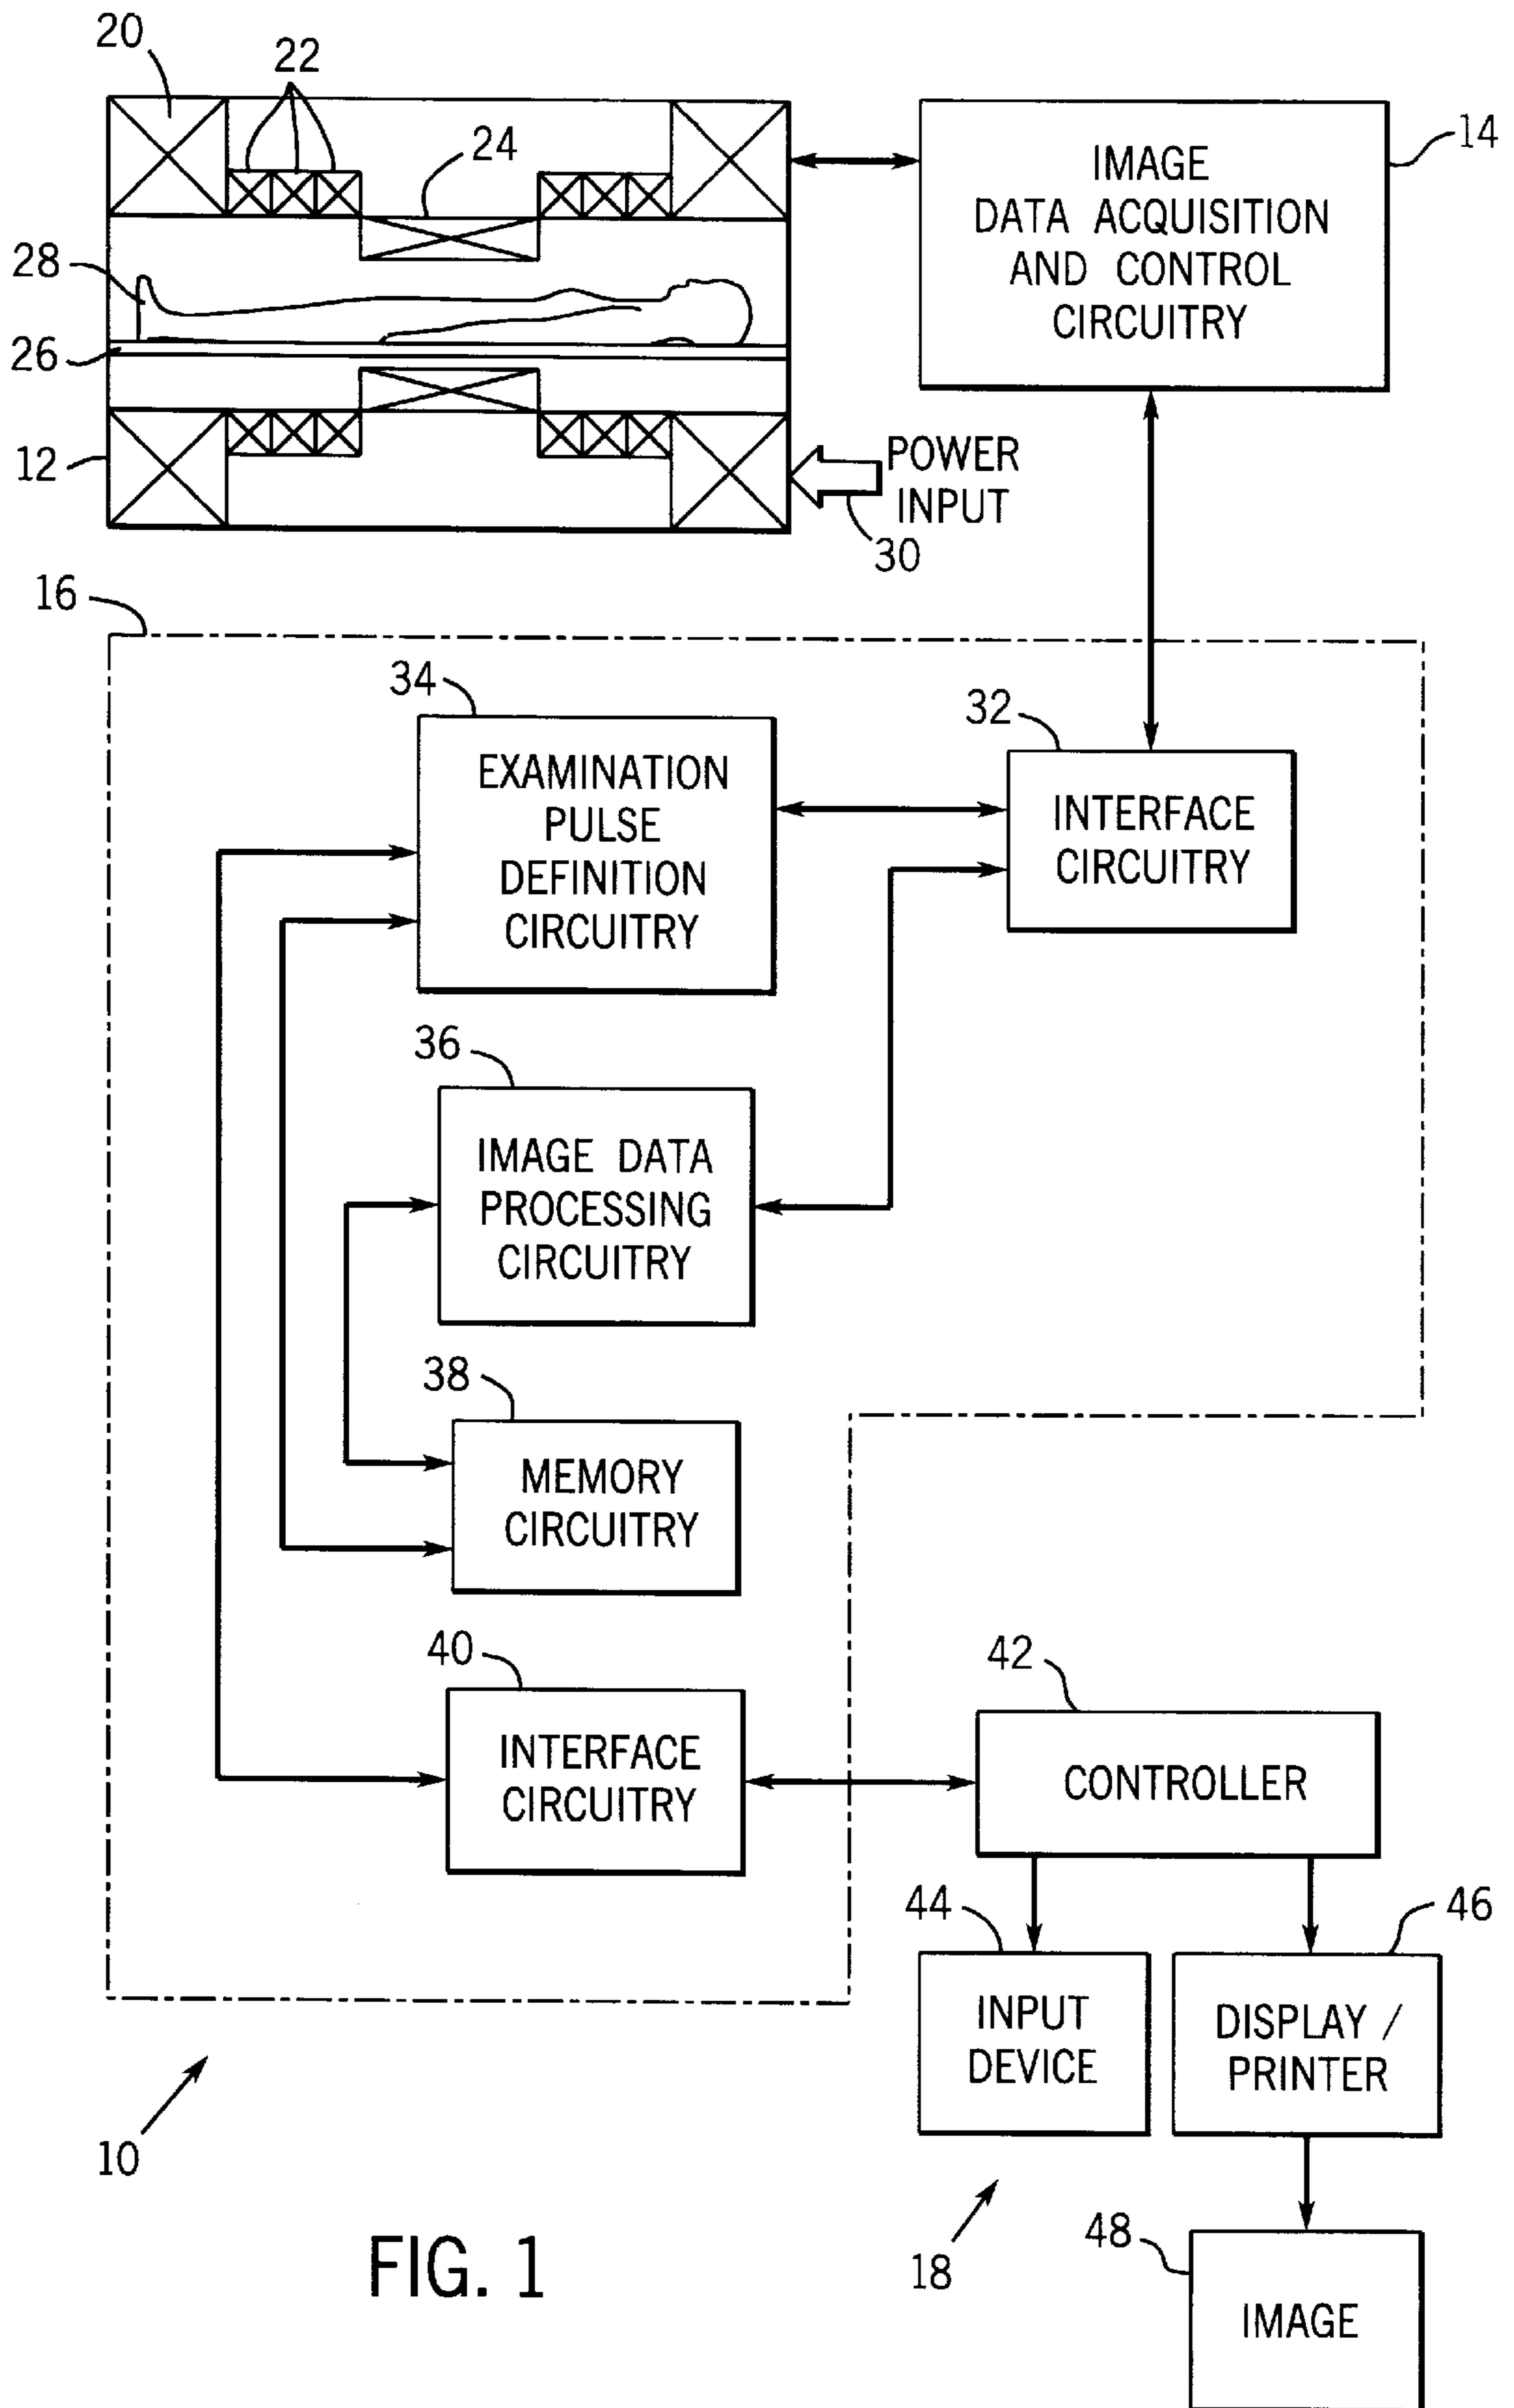 20
22
24
14
IMAGE
DATA ACQUISITION
AND CONTROL
CIRCUITRY
28
26
12
POWER
INPUT
30
16
34
32
EXAMINATION
PULSE
DEFINITION
CIRCUITRY
INTERFACE
CIRCUITRY
36
IMAGE DATA
PROCESSING
CIRCUITRY
38
MEMORY
CIRCUITRY
40
42
INTERFACE
CIRCUITRY
CONTROLLER
44
46
INPUT
DEVICE
DISPLAY /
PRINTER
10
18
48
FIG. 1
IMAGE